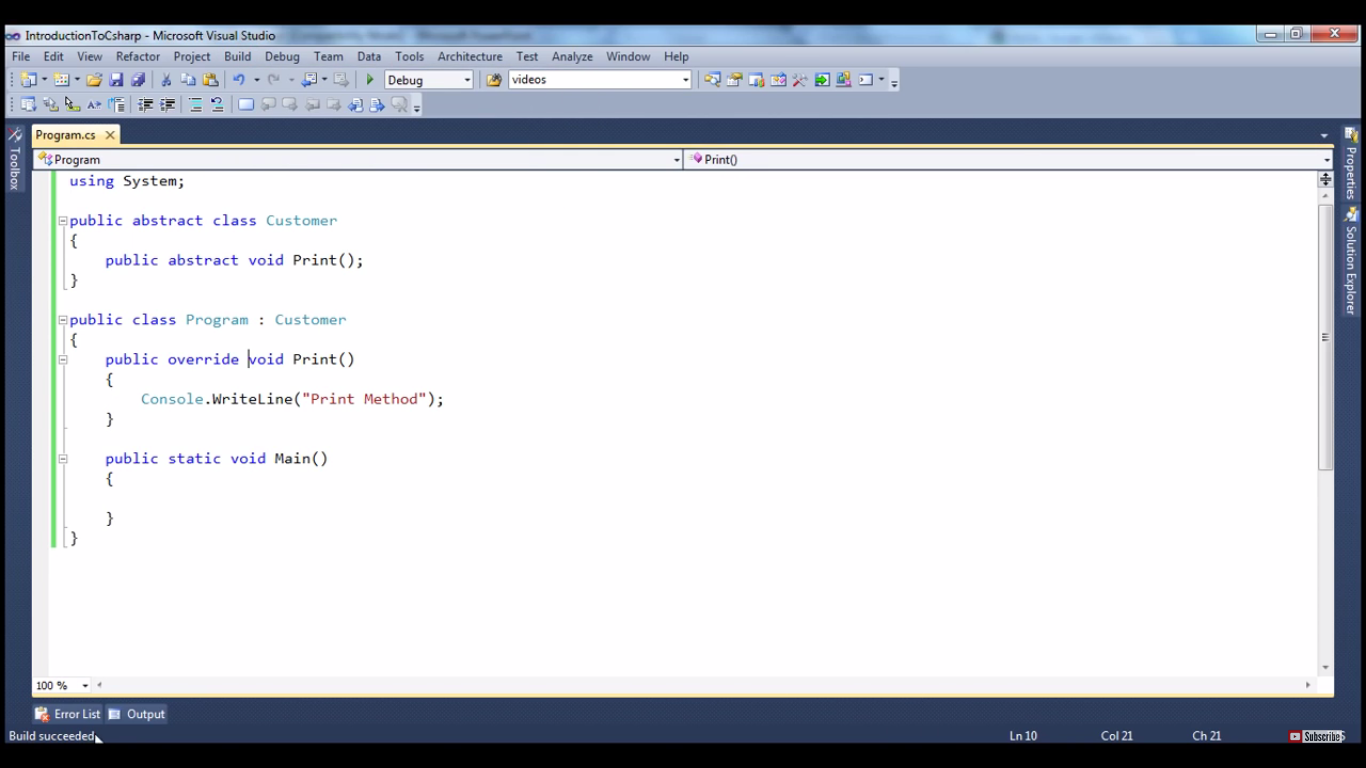 IntroductionToCsharp - Microsoft Visual Studio
File Edit View Refactor Project Build Debug Team Data Tools Architecture Test Analyze Window Help
Debug videos
Program.cs
Program Print()
Toolbox
Properties
Solution Explorer
using System;
public abstract class Customer
{
    public abstract void Print();
}
public class Program : Customer
{
    public override void Print()
    {
        Console.WriteLine("Print Method");
    }
    public static void Main()
    {
    }
}
100 %
Error List Output
Build succeeded Ln 10 Col 21 Ch 21 Subscribe